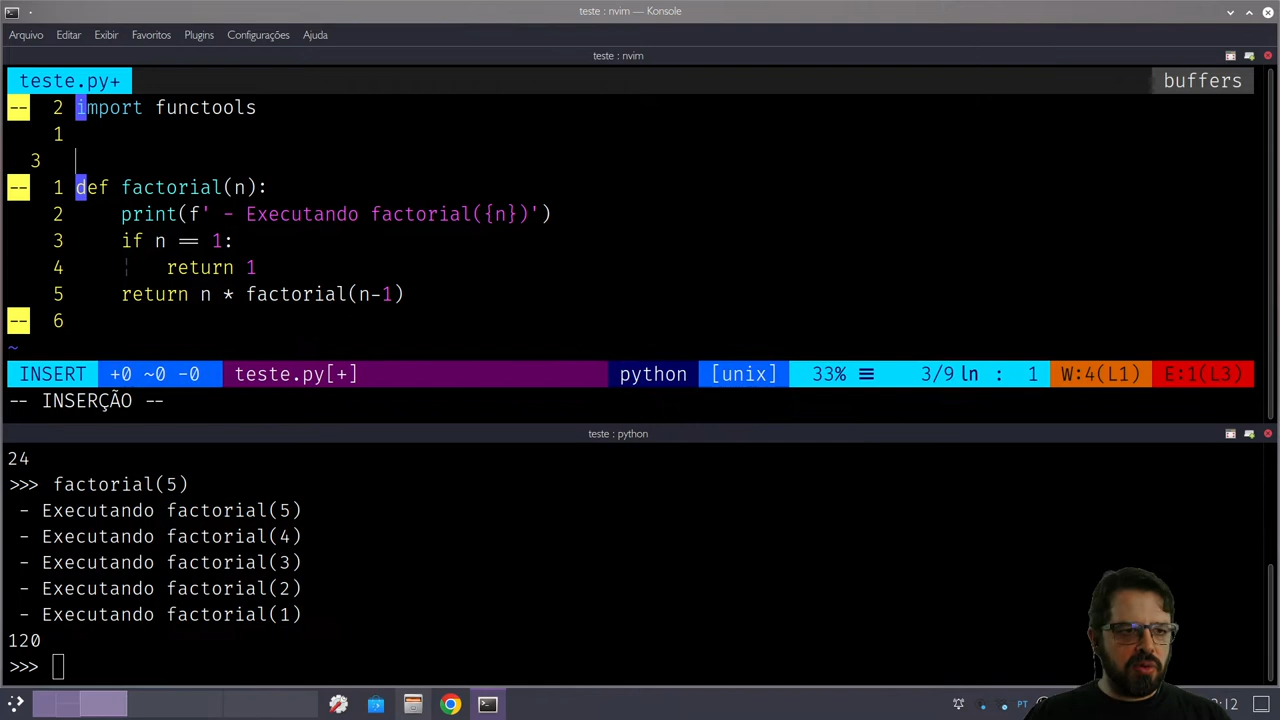 teste : nvim — Konsole
Arquivo Editar Exibir Favoritos Plugins Configurações Ajuda
teste : nvim
teste.py+ buffers
-- 2 import functools
1
3
-- 1 def factorial(n):
2 print(f' - Executando factorial({n})')
3 if n == 1:
4 return 1
5 return n * factorial(n-1)
-- 6
~
INSERT +0 ~0 -0 teste.py[+] python [unix] 33% ≡ 3/9 ln : 1 W:4(L1) E:1(L3)
-- INSERÇÃO --
teste : python
24
>>> factorial(5)
- Executando factorial(5)
- Executando factorial(4)
- Executando factorial(3)
- Executando factorial(2)
- Executando factorial(1)
120
>>>
PT